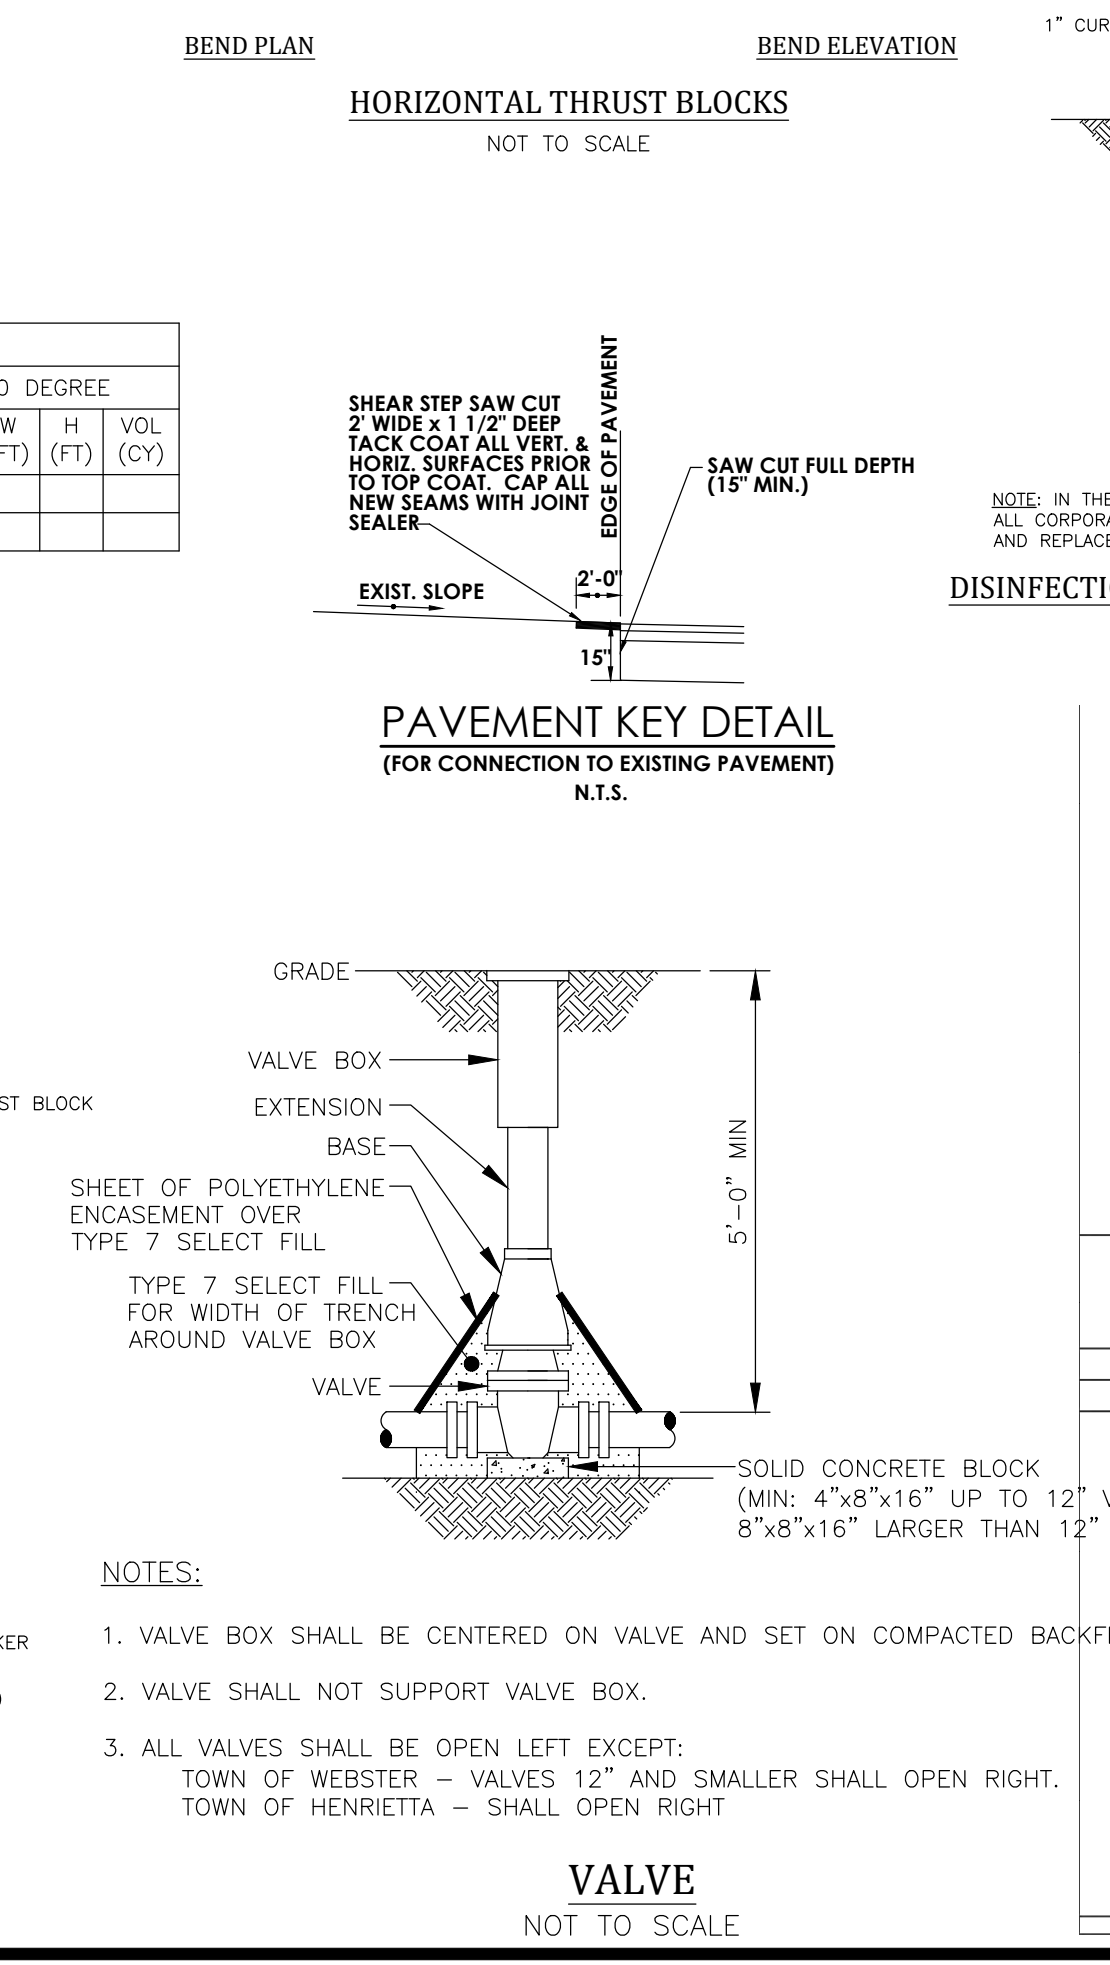 1" CUR
BEND PLAN
BEND ELEVATION
HORIZONTAL THRUST BLOCKS
NOT TO SCALE
DEGREE
W
(FT)
H
(FT)
VOL
(CY)
SHEAR STEP SAW CUT
2' WIDE x 1 1/2" DEEP
TACK COAT ALL VERT. &
HORIZ. SURFACES PRIOR
TO TOP COAT. CAP ALL
NEW SEAMS WITH JOINT
SEALER
EDGE OF PAVEMENT
SAW CUT FULL DEPTH
(15" MIN.)
2'-0"
EXIST. SLOPE
15"
PAVEMENT KEY DETAIL
(FOR CONNECTION TO EXISTING PAVEMENT)
N.T.S.
NOTE: IN THE
ALL CORPORA
AND REPLACE
DISINFECTI
GRADE
VALVE BOX
EXTENSION
BASE
SHEET OF POLYETHYLENE
ENCASEMENT OVER
TYPE 7 SELECT FILL
TYPE 7 SELECT FILL
FOR WIDTH OF TRENCH
AROUND VALVE BOX
VALVE
5'-0" MIN
ST BLOCK
SOLID CONCRETE BLOCK
(MIN: 4"x8"x16" UP TO 12" V
8"x8"x16" LARGER THAN 12"
NOTES:
1. VALVE BOX SHALL BE CENTERED ON VALVE AND SET ON COMPACTED BACKFI
2. VALVE SHALL NOT SUPPORT VALVE BOX.
3. ALL VALVES SHALL BE OPEN LEFT EXCEPT:
TOWN OF WEBSTER – VALVES 12" AND SMALLER SHALL OPEN RIGHT.
TOWN OF HENRIETTA – SHALL OPEN RIGHT
KER
)
VALVE
NOT TO SCALE